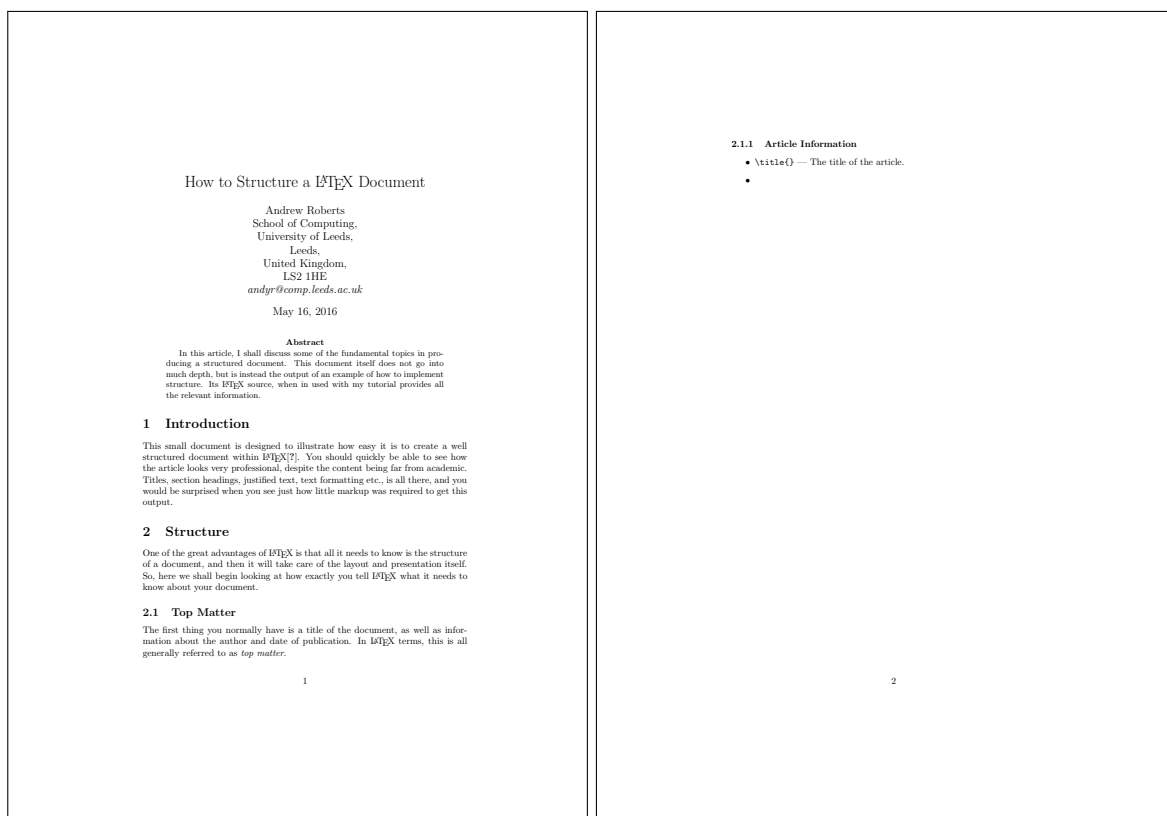 How to Structure a LATEX Document
Andrew Roberts
School of Computing,
University of Leeds,
Leeds,
United Kingdom,
LS2 1HE
andyr@comp.leeds.ac.uk
May 16, 2016
Abstract
In this article, I shall discuss some of the fundamental topics in pro-
ducing a structured document. This document itself does not go into
much depth, but is instead the output of an example of how to implement
structure. Its LATEX source, when in used with my tutorial provides all
the relevant information.
1 Introduction
This small document is designed to illustrate how easy it is to create a well
structured document within LATEX[?]. You should quickly be able to see how
the article looks very professional, despite the content being far from academic.
Titles, section headings, justified text, text formatting etc., is all there, and you
would be surprised when you see just how little markup was required to get this
output.
2 Structure
One of the great advantages of LATEX is that all it needs to know is the structure
of a document, and then it will take care of the layout and presentation itself.
So, here we shall begin looking at how exactly you tell LATEX what it needs to
know about your document.
2.1 Top Matter
The first thing you normally have is a title of the document, as well as infor-
mation about the author and date of publication. In LATEX terms, this is all
generally referred to as top matter.
1
2.1.1 Article Information
• \title{} — The title of the article.
•
2